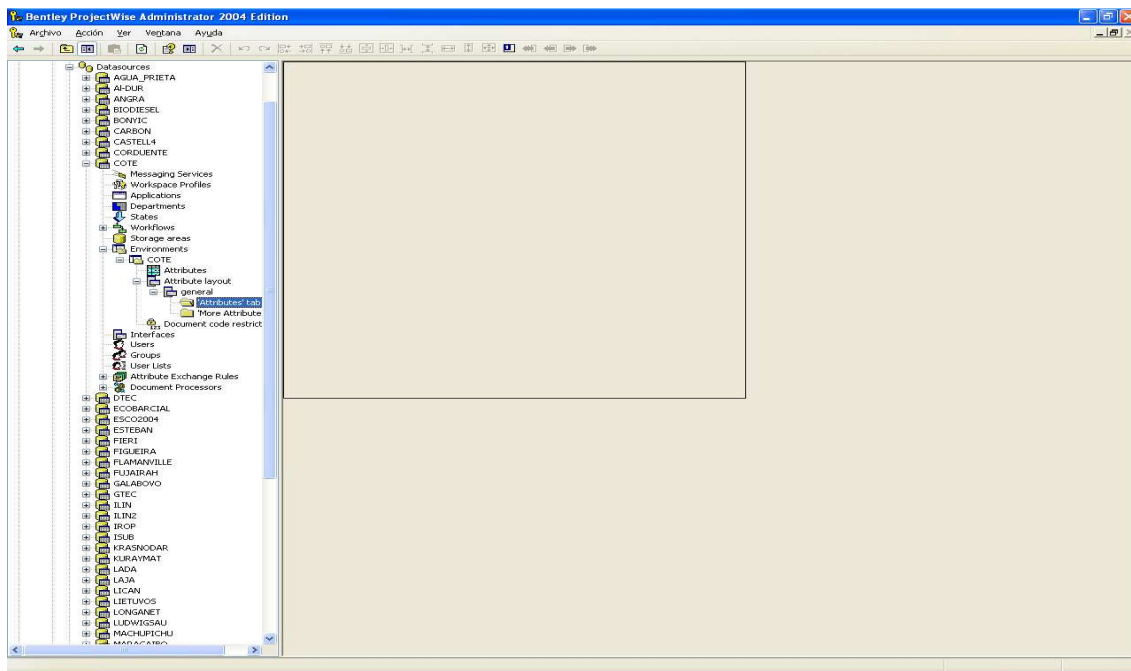 Bentley ProjectWise Administrator 2004 Edition
Archivo Acción Ver Ventana Ayuda
Datasources
AGUA_PRIETA
Al-DUR
ANGRA
BIODIESEL
BONYIC
CARBON
CASTELL4
CORDUENTE
COTE
Messaging Services
Workspace Profiles
Applications
Departments
States
Workflows
Storage areas
Environments
COTE
Attributes
Attribute layout
general
'Attributes' tab
'More Attribute
Document code restrict
Interfaces
Users
Groups
User Lists
Attribute Exchange Rules
Document Processors
DTEC
ECOBARCIAL
ESCO2004
ESTEBAN
FIERI
FIGUEIRA
FLAMANVILLE
FUJAIRAH
GALABOVO
GTEC
ILIN
ILIN2
IROP
ISUB
KRASNODAR
KURAYMAT
LADA
LAJA
LICAN
LIETUVOS
LONGANET
LUDWIGSAU
MACHUPICHU